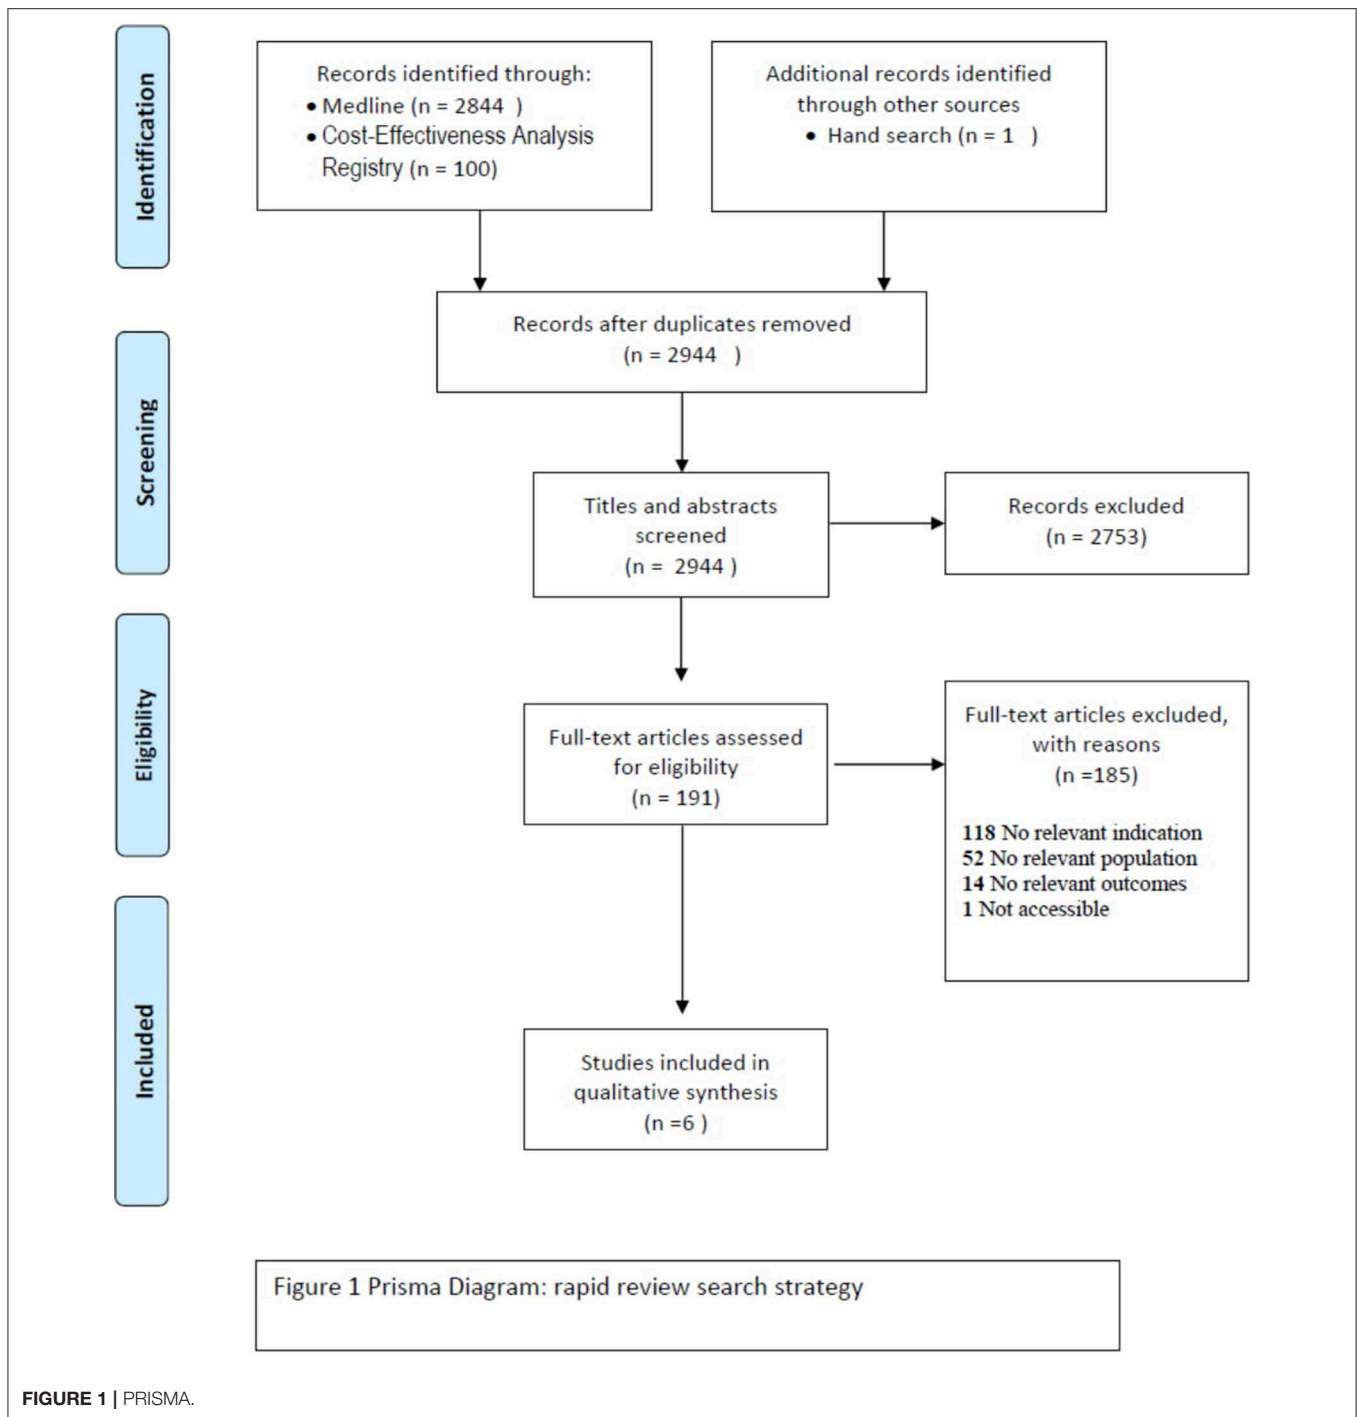 Identification
Records identified through:
• Medline (n = 2844 )
• Cost-Effectiveness Analysis
Registry (n = 100)
Additional records identified
through other sources
• Hand search (n = 1 )
Records after duplicates removed
(n = 2944 )
Screening
Titles and abstracts
screened
(n = 2944 )
Records excluded
(n = 2753)
Eligibility
Full-text articles assessed
for eligibility
(n = 191)
Full-text articles excluded,
with reasons
(n =185)
118 No relevant indication
52 No relevant population
14 No relevant outcomes
1 Not accessible
Included
Studies included in
qualitative synthesis
(n =6 )
Figure 1 Prisma Diagram: rapid review search strategy
FIGURE 1 | PRISMA.